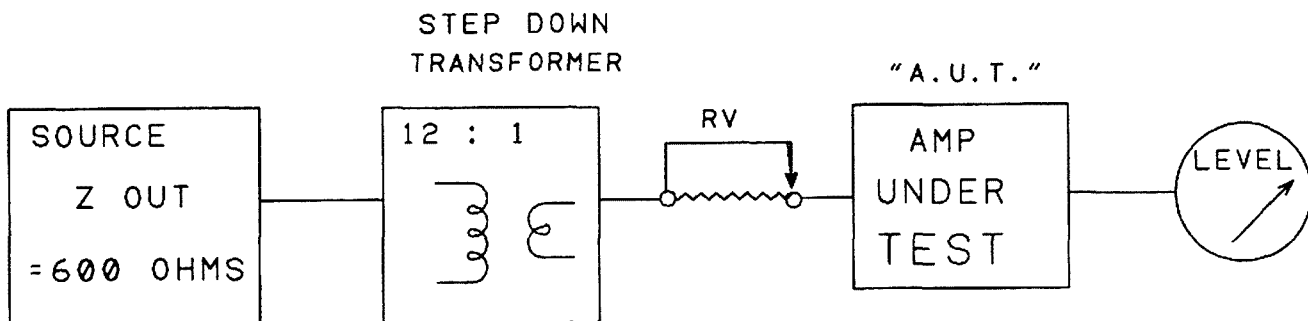 STEP DOWN
TRANSFORMER
"A.U.T."
SOURCE
Z OUT
=600 OHMS
12 : 1
RV
AMP
UNDER
TEST
LEVEL